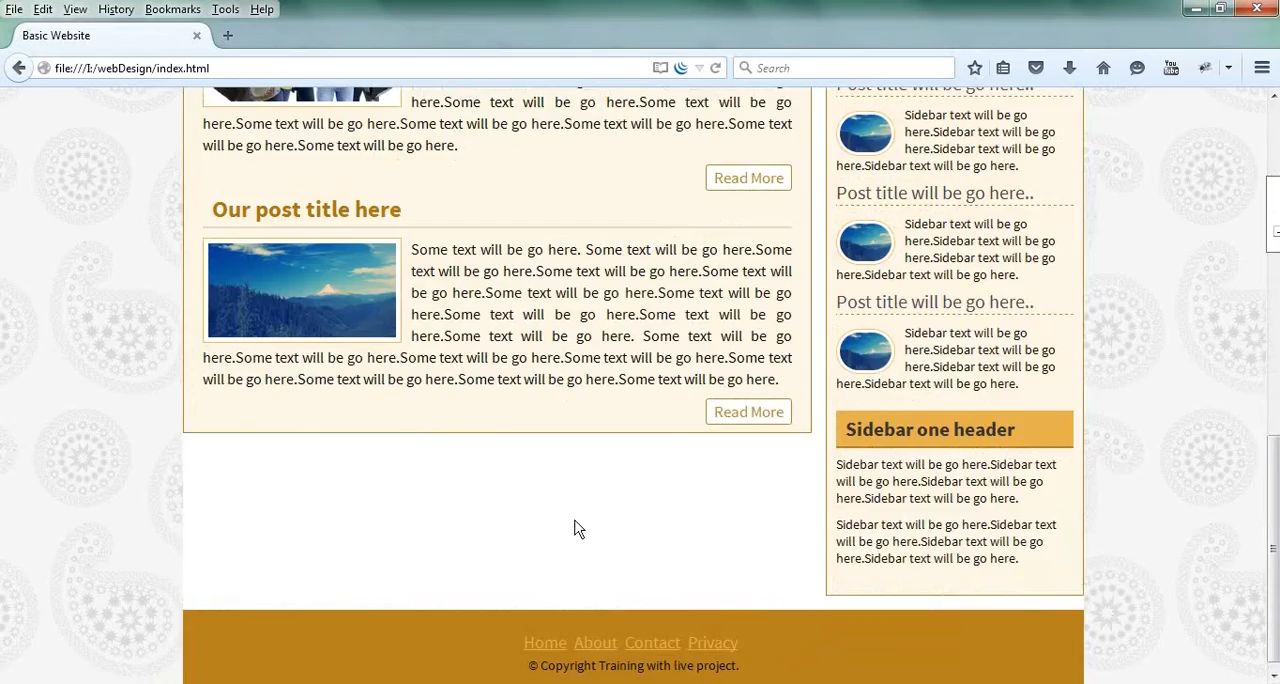 File Edit View History Bookmarks Tools Help
Basic Website
file:///I:/webDesign/index.html
Search
You
here.Some text will be go here.Some text will be go
here.Some text will be go here.Some text will be go here.Some text will be go here.Some text
will be go here.Some text will be go here.
Read More
Our post title here
Some text will be go here. Some text will be go here.Some
text will be go here.Some text will be go here.Some text will
be go here.Some text will be go here.Some text will be go
here.Some text will be go here.Some text will be go
here.Some text will be go here. Some text will be go
here.Some text will be go here.Some text will be go here.Some text will be go here.Some text
will be go here.Some text will be go here.Some text will be go here.Some text will be go here.
Read More
Post title will be go here..
Sidebar text will be go
here.Sidebar text will be go
here.Sidebar text will be go
here.Sidebar text will be go here.
Post title will be go here..
Sidebar text will be go
here.Sidebar text will be go
here.Sidebar text will be go
here.Sidebar text will be go here.
Post title will be go here..
Sidebar text will be go
here.Sidebar text will be go
here.Sidebar text will be go
here.Sidebar text will be go here.
Sidebar one header
Sidebar text will be go here.Sidebar text
will be go here.Sidebar text will be go
here.Sidebar text will be go here.
Sidebar text will be go here.Sidebar text
will be go here.Sidebar text will be go
here.Sidebar text will be go here.
Home About Contact Privacy
© Copyright Training with live project.